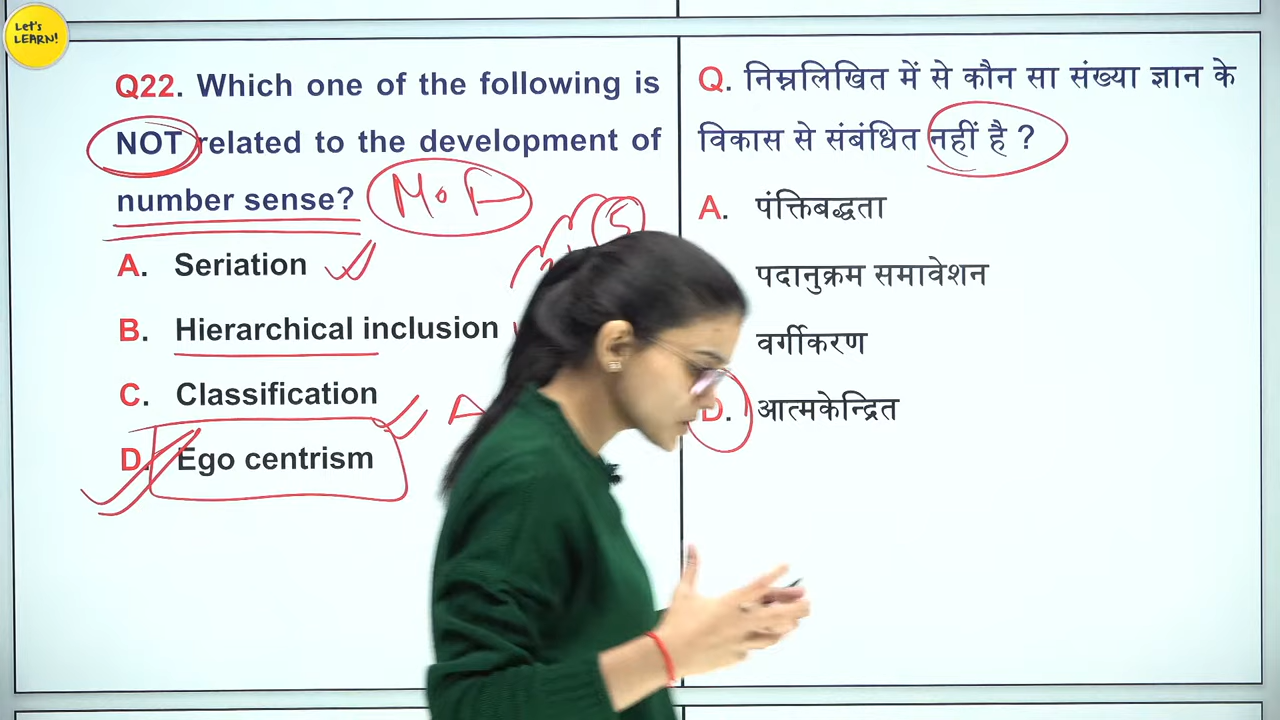 Let's
LEARN!
Q22. Which one of the following is
NOT related to the development of
number sense?
A. Seriation
B. Hierarchical inclusion
C. Classification
D. Ego centrism
Q. निम्नलिखित में से कौन सा संख्या ज्ञान के
विकास से संबंधित नहीं है ?
A. पंक्तिबद्धता
पदानुक्रम समावेशन
वर्गीकरण
D. आत्मकेन्द्रित